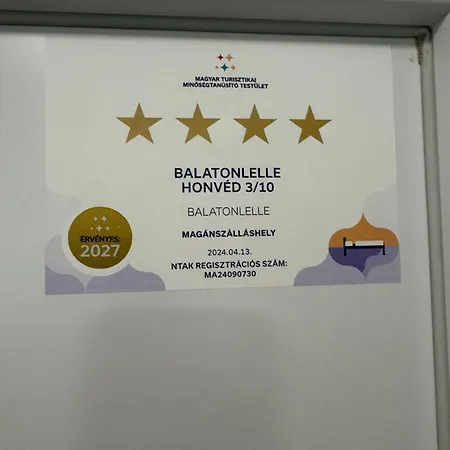 MAGYAR TURISZTIKAI
MINŐSÉGTANÚSÍTÓ TESTÜLET
BALATONLELLE
HONVÉD 3/10
BALATONLELLE
MAGÁNSZÁLLÁSHELY
2024.04.13.
NTAK REGISZTRÁCIÓS SZÁM:
MA24090730
ÉRVÉNYES:
2027